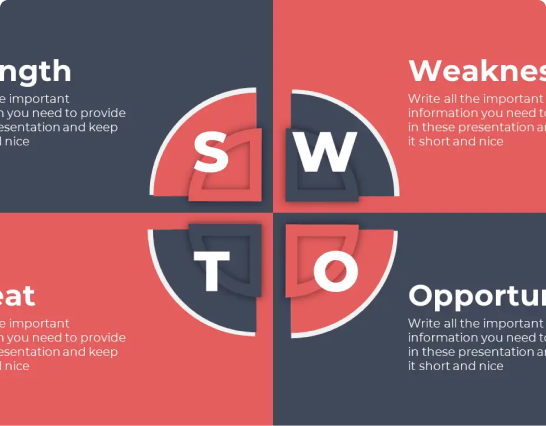 ngth
e important
n you need to provide
esentation and keep
nice
S
W
Weaknes
Write all the important
information you need to
in these presentation a
it short and nice
eat
e important
n you need to provide
esentation and keep
nice
T
O
Opportun
Write all the important
information you need to
in these presentation a
it short and nice